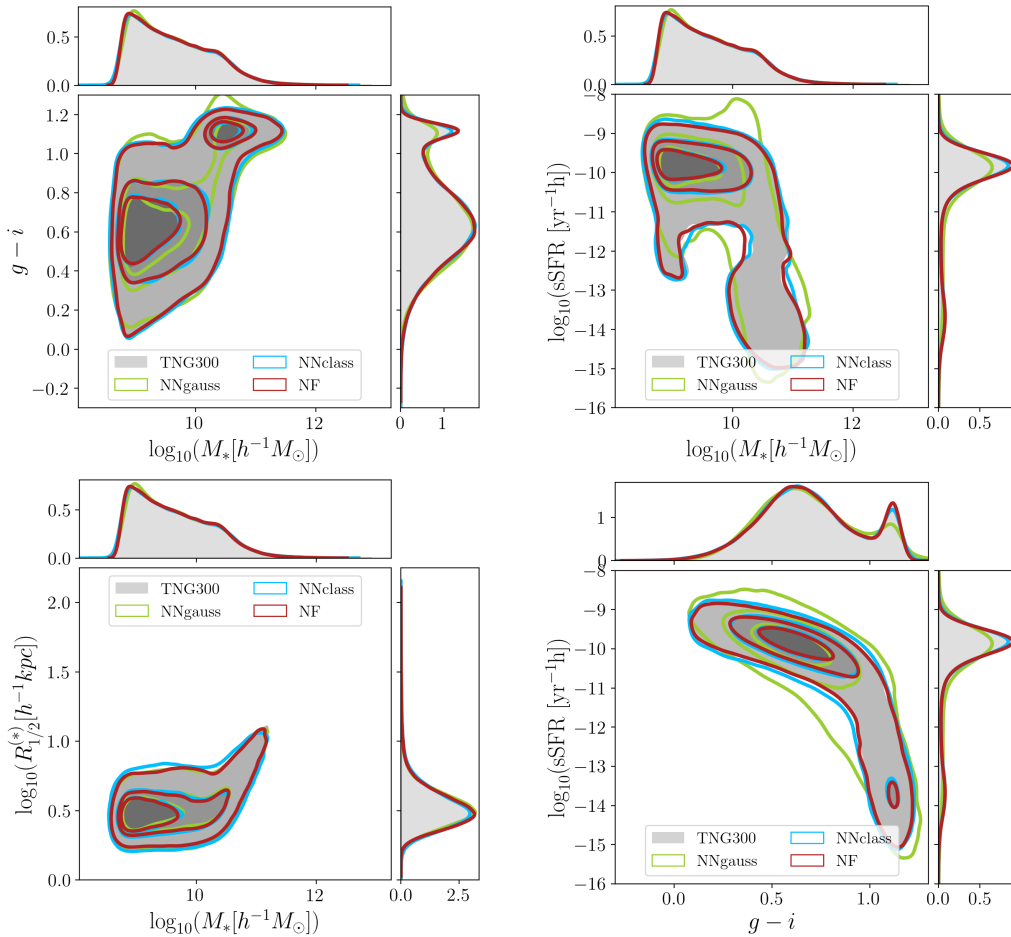 0.5
0.0
1.2
1.0
0.8
0.6
0.4
0.2
0.0
−0.2
g − i
TNG300
NNgauss
NNclass
NF
10
12
log₁₀(M∗[h⁻¹M⊙])
0
1
0.5
0.0
−8
−9
−10
−11
−12
−13
−14
−15
−16
log₁₀(sSFR [yr⁻¹h])
TNG300
NNgauss
NNclass
NF
10
12
log₁₀(M∗[h⁻¹M⊙])
0.0
0.5
0.5
0.0
2.0
1.5
1.0
0.5
0.0
log₁₀(R₁/₂⁽*⁾[h⁻¹kpc])
TNG300
NNgauss
NNclass
NF
10
12
log₁₀(M∗[h⁻¹M⊙])
0.0
2.5
1
0
−8
−9
−10
−11
−12
−13
−14
−15
−16
log₁₀(sSFR [yr⁻¹h])
TNG300
NNgauss
NNclass
NF
0.0
0.5
1.0
g − i
0.0
0.5